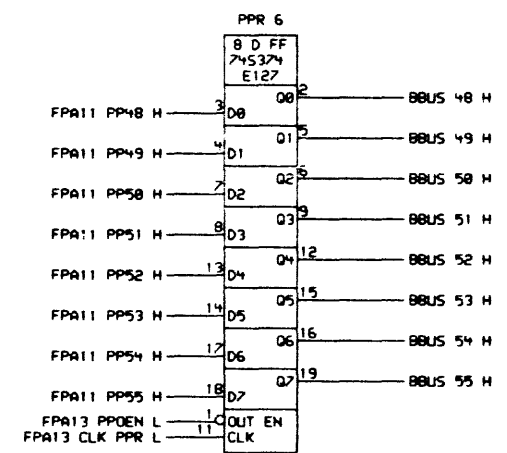 PPR 6
8 D FF
74S374
E127
2
Q0 BBUS 48 H
FPA11 PP48 H 3 D0
5
Q1 BBUS 49 H
FPA11 PP49 H 4 D1
6
Q2 BBUS 50 H
FPA11 PP50 H 7 D2
9
Q3 BBUS 51 H
FPA11 PP51 H 8 D3
12
Q4 BBUS 52 H
FPA11 PP52 H 13 D4
15
Q5 BBUS 53 H
FPA11 PP53 H 14 D5
16
Q6 BBUS 54 H
FPA11 PP54 H 17 D6
19
Q7 BBUS 55 H
FPA11 PP55 H 18 D7
FPA13 PPOEN L 1 OUT EN
FPA13 CLK PPR L 11 CLK